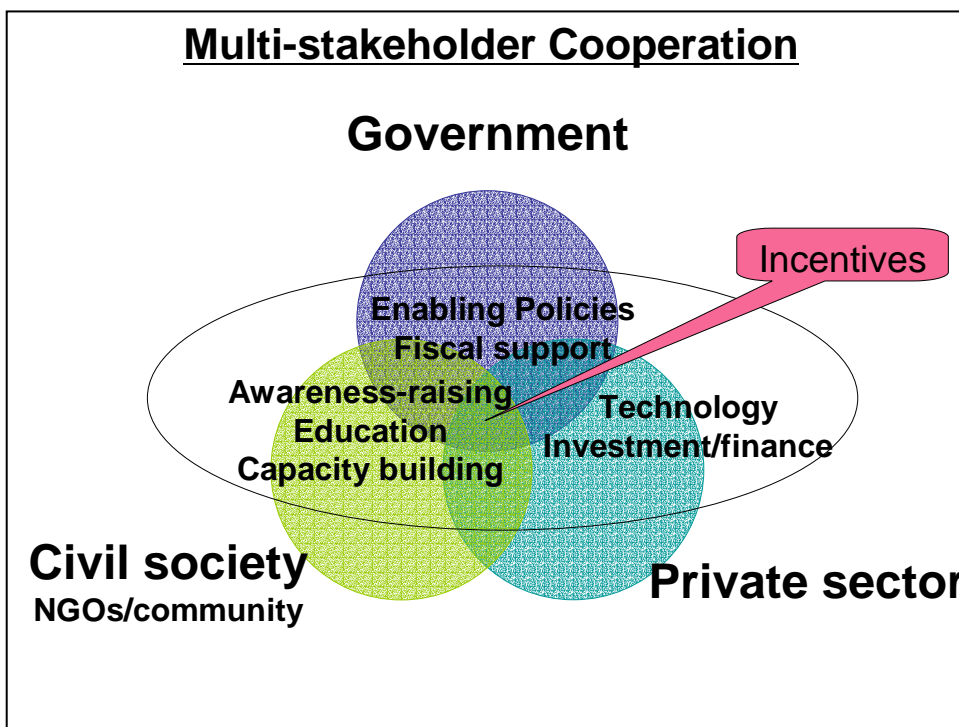 Multi-stakeholder Cooperation
Government
Incentives
Enabling Policies
Fiscal support
Awareness-raising
Education
Capacity building
Technology
Investment/finance
Civil society
NGOs/community
Private sector